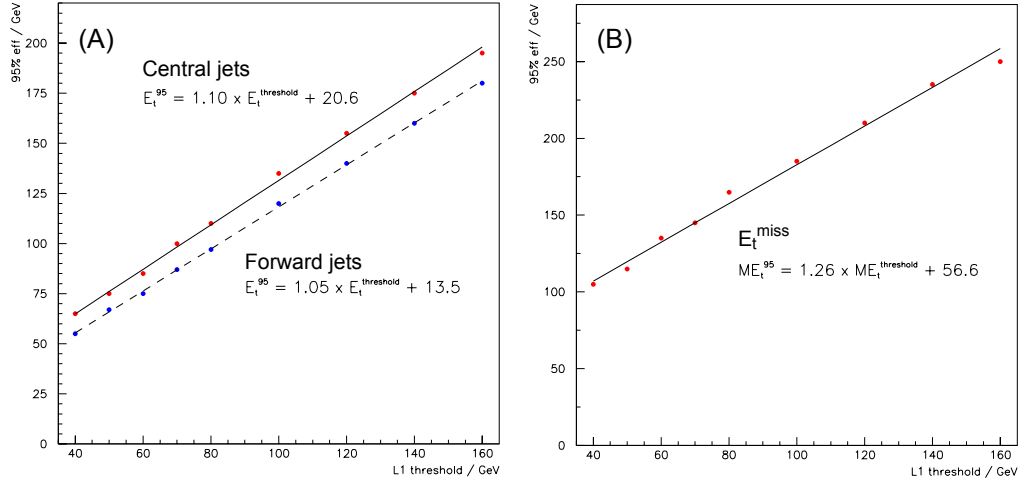 (A)
Central jets
E_t^95 = 1.10 x E_t^threshold + 20.6
Forward jets
E_t^95 = 1.05 x E_t^threshold + 13.5
95% eff / GeV
200
175
150
125
100
75
50
25
0
40 60 80 100 120 140 160
L1 threshold / GeV
(B)
E_t^miss
ME_t^95 = 1.26 x ME_t^threshold + 56.6
95% eff / GeV
250
200
150
100
50
0
40 60 80 100 120 140 160
L1 threshold / GeV